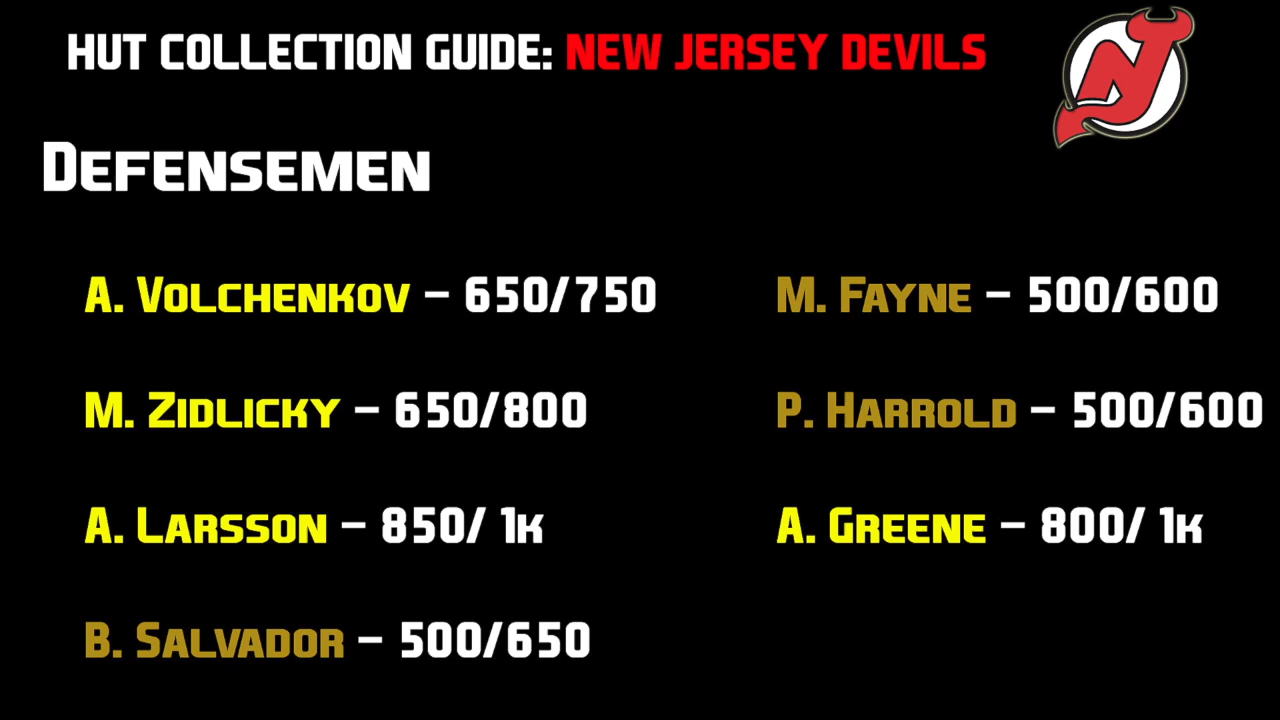 HUT COLLECTION GUIDE: NEW JERSEY DEVILS
NJ
DEFENSEMEN
A. VOLCHENKOV – 650/750
M. ZIDLICKY – 650/800
A. LARSSON – 850/ 1K
B. SALVADOR – 500/650
M. FAYNE – 500/600
P. HARROLD – 500/600
A. GREENE – 800/ 1K